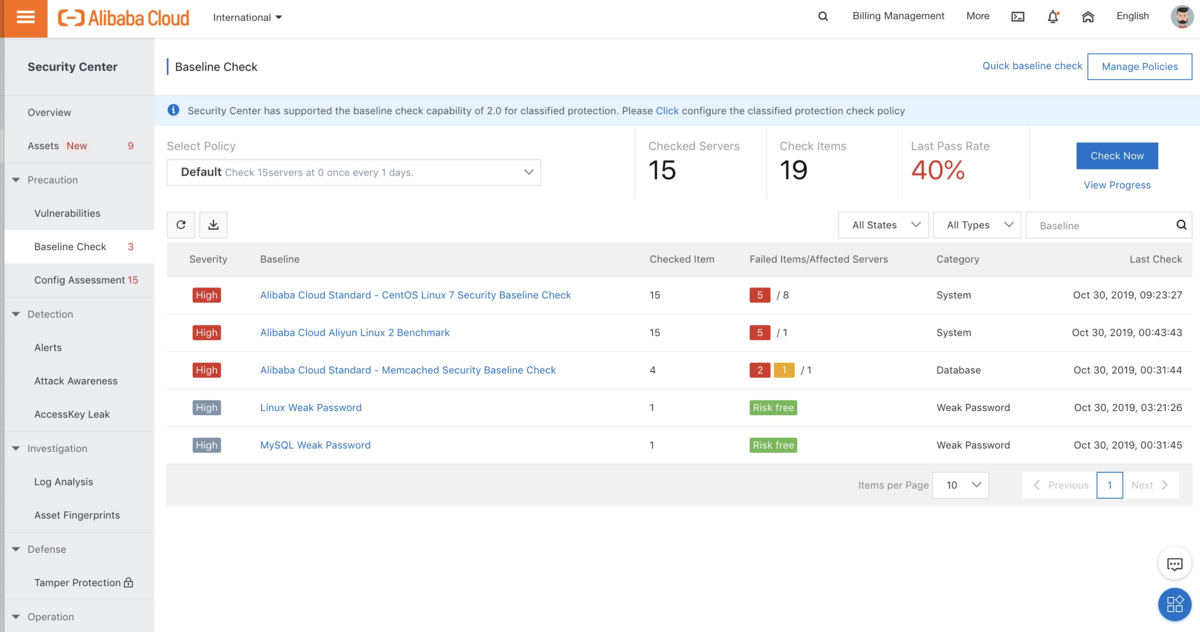 Alibaba Cloud International Billing Management More English
Security Center
Overview
Assets New 9
Precaution
Vulnerabilities
Baseline Check 3
Config Assessment 15
Detection
Alerts
Attack Awareness
AccessKey Leak
Investigation
Log Analysis
Asset Fingerprints
Defense
Tamper Protection
Operation
Baseline Check
Quick baseline check Manage Policies
Security Center has supported the baseline check capability of 2.0 for classified protection. Please Click configure the classified protection check policy
Select Policy
Default Check 15servers at 0 once every 1 days.
Checked Servers
15
Check Items
19
Last Pass Rate
40%
Check Now
View Progress
All States All Types Baseline
Severity Baseline Checked Item Failed Items/Affected Servers Category Last Check
High Alibaba Cloud Standard - CentOS Linux 7 Security Baseline Check 15 5 / 8 System Oct 30, 2019, 09:23:27
High Alibaba Cloud Aliyun Linux 2 Benchmark 15 5 / 1 System Oct 30, 2019, 00:43:43
High Alibaba Cloud Standard - Memcached Security Baseline Check 4 2 1 / 1 Database Oct 30, 2019, 00:31:44
High Linux Weak Password 1 Risk free Weak Password Oct 30, 2019, 03:21:26
High MySQL Weak Password 1 Risk free Weak Password Oct 30, 2019, 00:31:45
Items per Page 10 Previous 1 Next